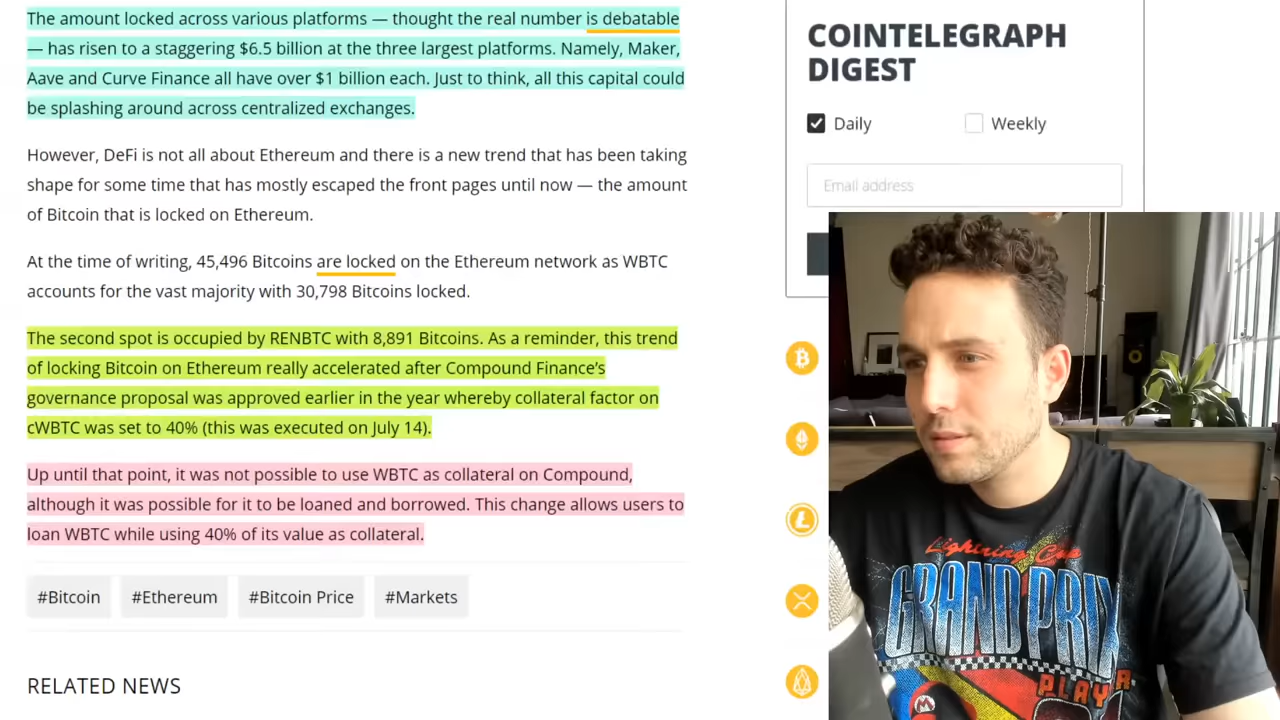 The amount locked across various platforms — thought the real number is debatable
— has risen to a staggering $6.5 billion at the three largest platforms. Namely, Maker,
Aave and Curve Finance all have over $1 billion each. Just to think, all this capital could
be splashing around across centralized exchanges.
However, DeFi is not all about Ethereum and there is a new trend that has been taking
shape for some time that has mostly escaped the front pages until now — the amount
of Bitcoin that is locked on Ethereum.
At the time of writing, 45,496 Bitcoins are locked on the Ethereum network as WBTC
accounts for the vast majority with 30,798 Bitcoins locked.
The second spot is occupied by RENBTC with 8,891 Bitcoins. As a reminder, this trend
of locking Bitcoin on Ethereum really accelerated after Compound Finance’s
governance proposal was approved earlier in the year whereby collateral factor on
cWBTC was set to 40% (this was executed on July 14).
Up until that point, it was not possible to use WBTC as collateral on Compound,
although it was possible for it to be loaned and borrowed. This change allows users to
loan WBTC while using 40% of its value as collateral.
#Bitcoin
#Ethereum
#Bitcoin Price
#Markets
RELATED NEWS
COINTELEGRAPH
DIGEST
Daily
Weekly
Email address
Lightning Cup
GRAND PRIX
PLAYER